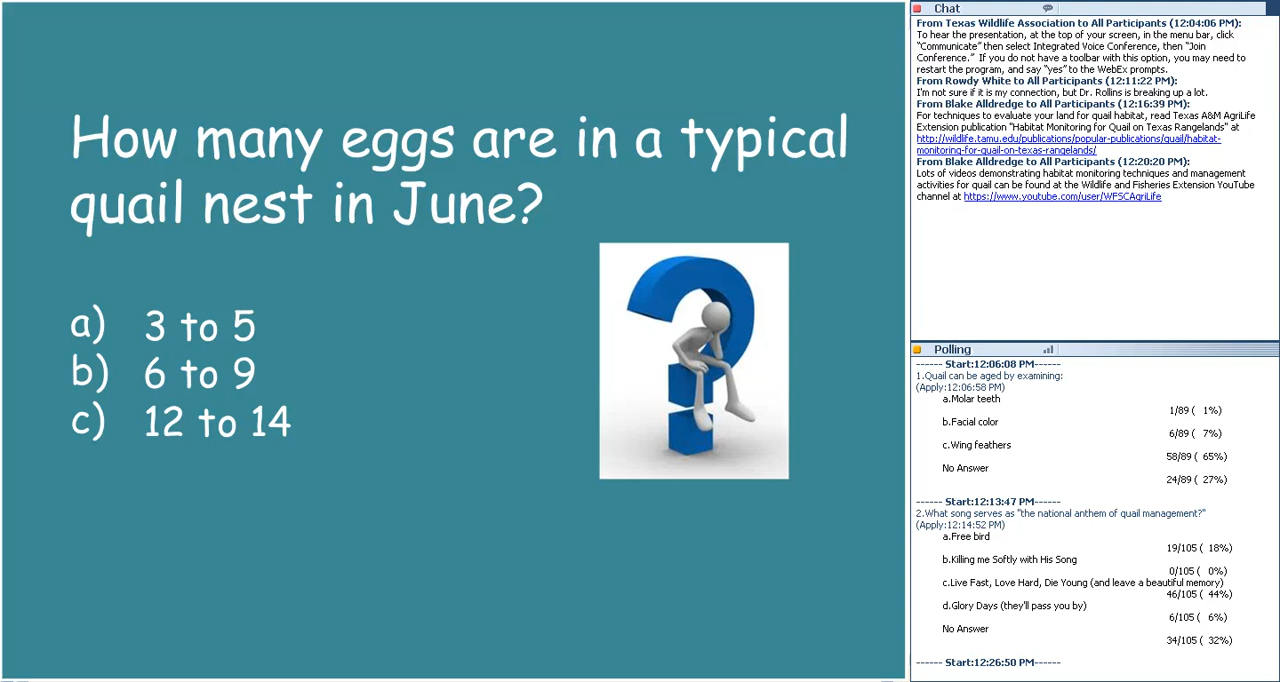 How many eggs are in a typical
quail nest in June?
a) 3 to 5
b) 6 to 9
c) 12 to 14
Chat
From Texas Wildlife Association to All Participants (12:04:06 PM):
To hear the presentation, at the top of your screen, in the menu bar, click
"Communicate" then select Integrated Voice Conference, then "Join
Conference." If you do not have a toolbar with this option, you may need to
restart the program, and say "yes" to the WebEx prompts.
From Rowdy White to All Participants (12:11:22 PM):
I'm not sure if it is my connection, but Dr. Rollins is breaking up a lot.
From Blake Alldredge to All Participants (12:16:39 PM):
For techniques to evaluate your land for quail habitat, read Texas A&M AgriLife
Extension publication "Habitat Monitoring for Quail on Texas Rangelands" at
http://wildlife.tamu.edu/publications/popular-publications/quail/habitat-
monitoring-for-quail-on-texas-rangelands/
From Blake Alldredge to All Participants (12:20:20 PM):
Lots of videos demonstrating habitat monitoring techniques and management
activities for quail can be found at the Wildlife and Fisheries Extension YouTube
channel at https://www.youtube.com/user/WFSCAgriLife
Polling
------ Start:12:06:08 PM------
1.Quail can be aged by examining:
(Apply:12:06:58 PM)
a.Molar teeth
1/89 ( 1%)
b.Facial color
6/89 ( 7%)
c.Wing feathers
58/89 ( 65%)
No Answer
24/89 ( 27%)
------ Start:12:13:47 PM------
2.What song serves as "the national anthem of quail management?"
(Apply:12:14:52 PM)
a.Free bird
19/105 ( 18%)
b.Killing me Softly with His Song
0/105 ( 0%)
c.Live Fast, Love Hard, Die Young (and leave a beautiful memory)
46/105 ( 44%)
d.Glory Days (they'll pass you by)
6/105 ( 6%)
No Answer
34/105 ( 32%)
------ Start:12:26:50 PM------